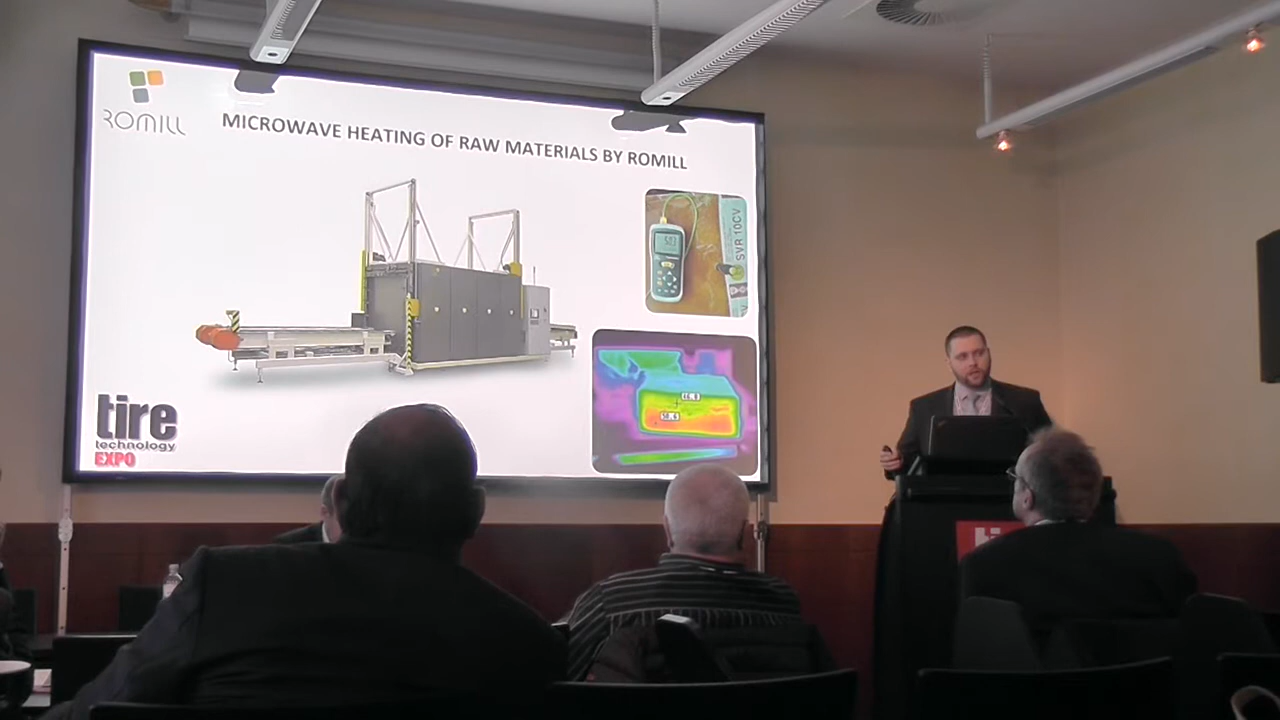 ROMILL
MICROWAVE HEATING OF RAW MATERIALS BY ROMILL
SVR 10CV
tire
technology
EXPO